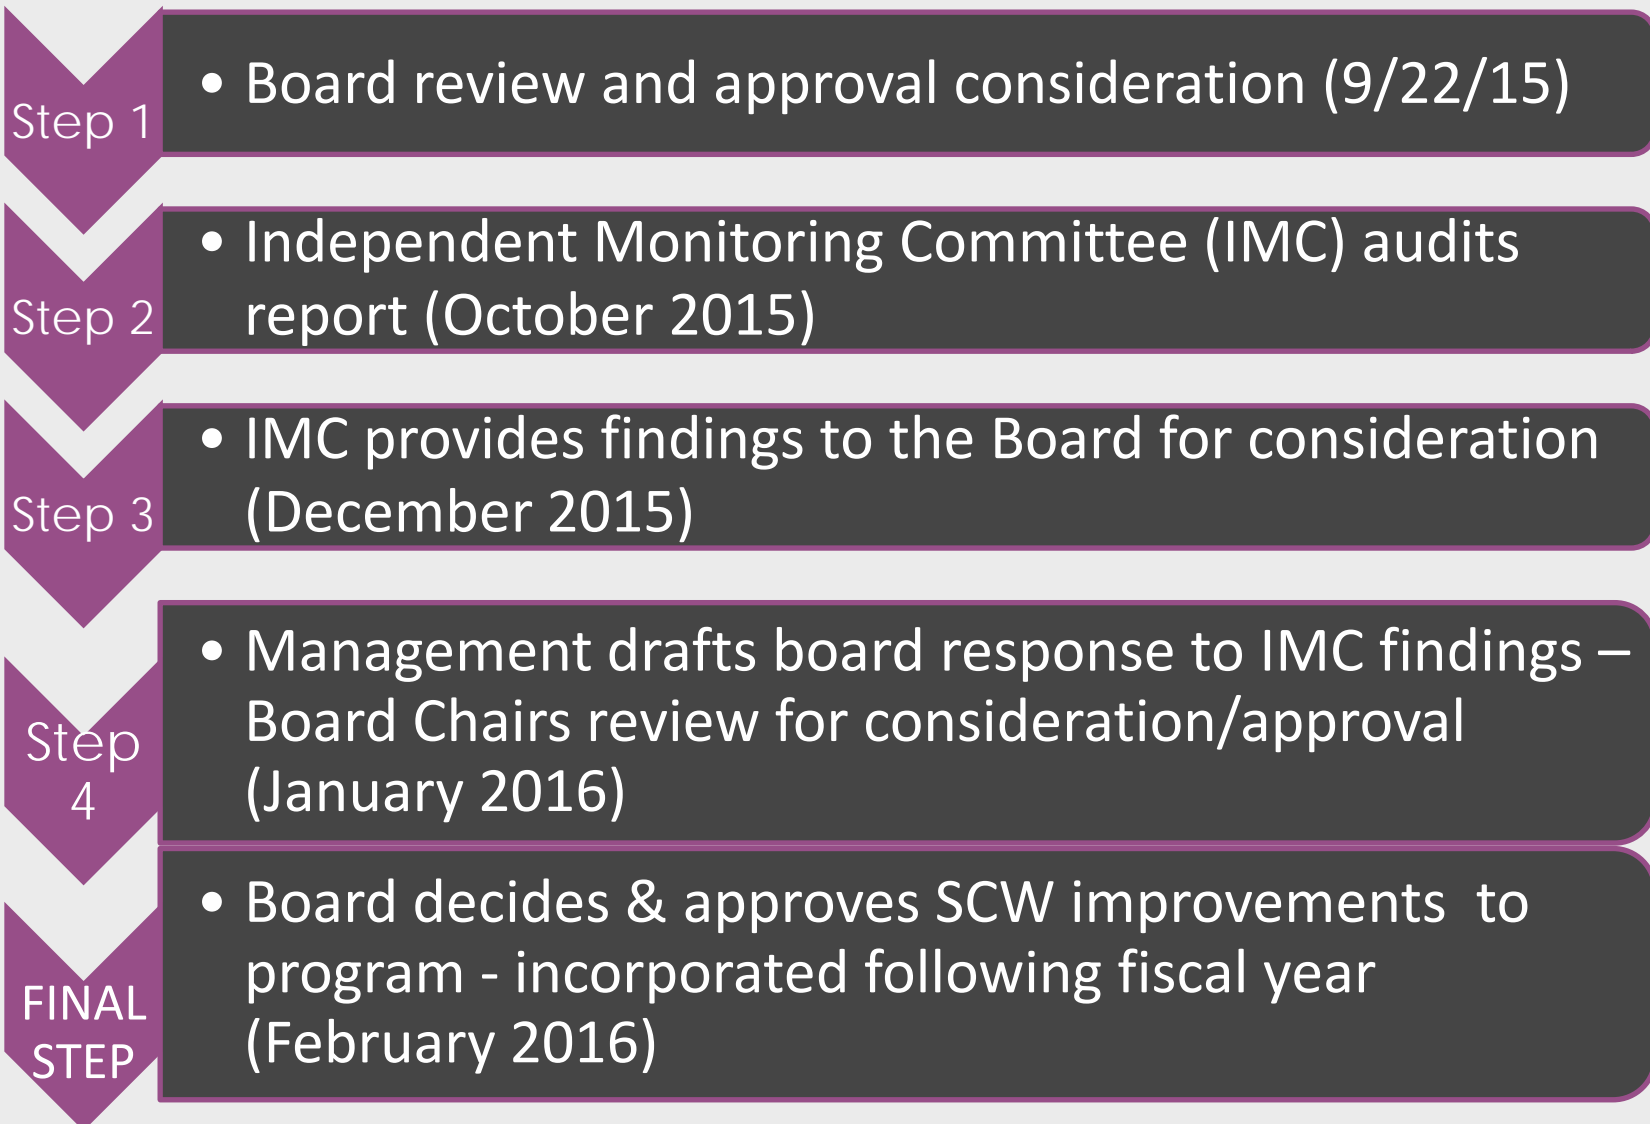 Step 1
• Board review and approval consideration (9/22/15)
Step 2
• Independent Monitoring Committee (IMC) audits
report (October 2015)
Step 3
• IMC provides findings to the Board for consideration
(December 2015)
Step
4
• Management drafts board response to IMC findings –
Board Chairs review for consideration/approval
(January 2016)
FINAL
STEP
• Board decides & approves SCW improvements  to
program - incorporated following fiscal year
(February 2016)